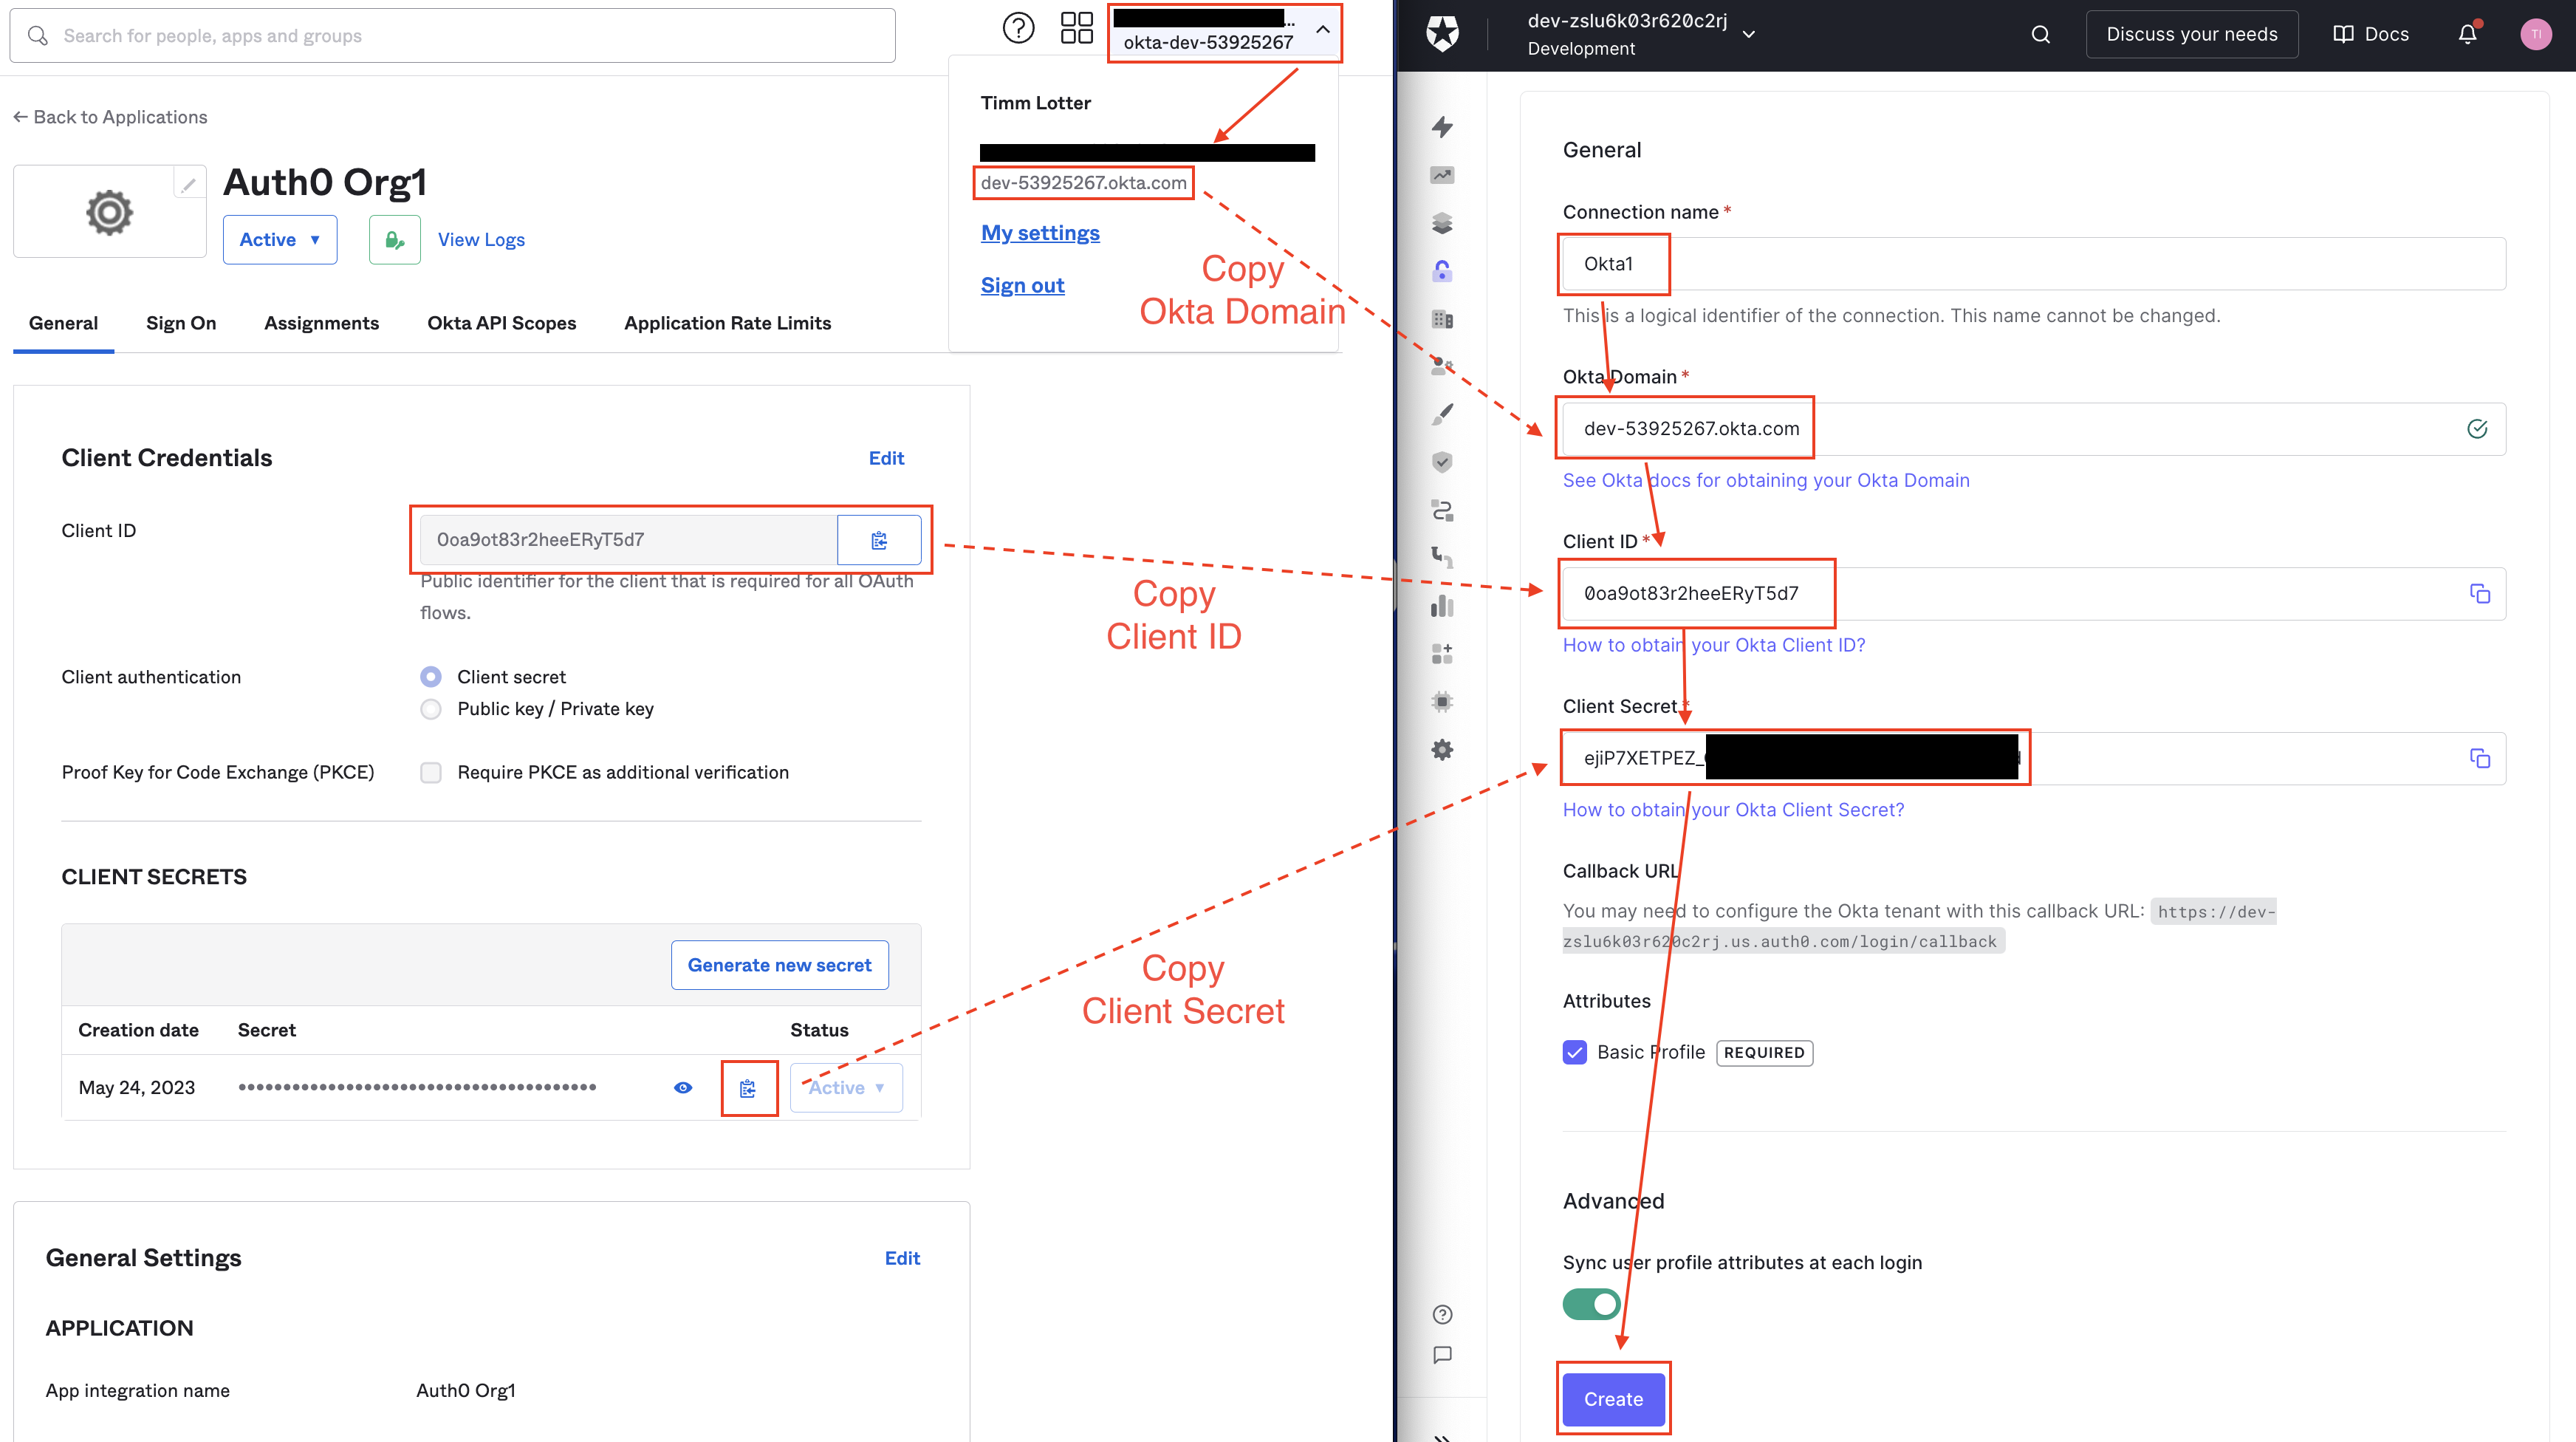 Search for people, apps and groups
...
okta-dev-53925267
Timm Lotter
dev-53925267.okta.com
My settings
Sign out
← Back to Applications
Auth0 Org1
Active
View Logs
General
Sign On
Assignments
Okta API Scopes
Application Rate Limits
Client Credentials
Edit
Client ID
0oa9ot83r2heeERyT5d7
Public identifier for the client that is required for all OAuth
flows.
Client authentication
Client secret
Public key / Private key
Proof Key for Code Exchange (PKCE)
Require PKCE as additional verification
CLIENT SECRETS
Generate new secret
Creation date
Secret
Status
May 24, 2023
Active
General Settings
Edit
APPLICATION
App integration name
Auth0 Org1
Copy
Okta Domain
Copy
Client ID
Copy
Client Secret
dev-zslu6k03r620c2rj
Development
Discuss your needs
Docs
TI
General
Connection name *
Okta1
This is a logical identifier of the connection. This name cannot be changed.
Okta Domain *
dev-53925267.okta.com
See Okta docs for obtaining your Okta Domain
Client ID *
0oa9ot83r2heeERyT5d7
How to obtain your Okta Client ID?
Client Secret *
ejiP7XETPEZ_
How to obtain your Okta Client Secret?
Callback URL
You may need to configure the Okta tenant with this callback URL: https://dev-
zslu6k03r620c2rj.us.auth0.com/login/callback
Attributes
Basic Profile REQUIRED
Advanced
Sync user profile attributes at each login
Create